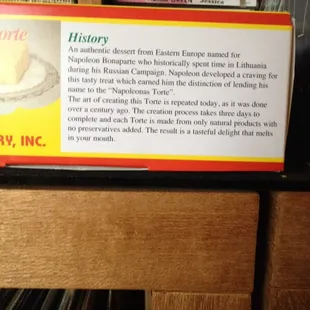 orte
RY, INC.
History
An authentic dessert from Eastern Europe named for
Napoleon Bonaparte who historically spent time in Lithuania
during his Russian Campaign. Napoleon developed a craving for
this tasty treat which earned him the distinction of lending his
name to the "Napoleonas Torte".
The art of creating this Torte is repeated today, as it was done
over a century ago. The creation process takes three days to
complete and each Torte is made from only natural products with
no preservatives added. The result is a tasteful delight that melts
in your mouth.